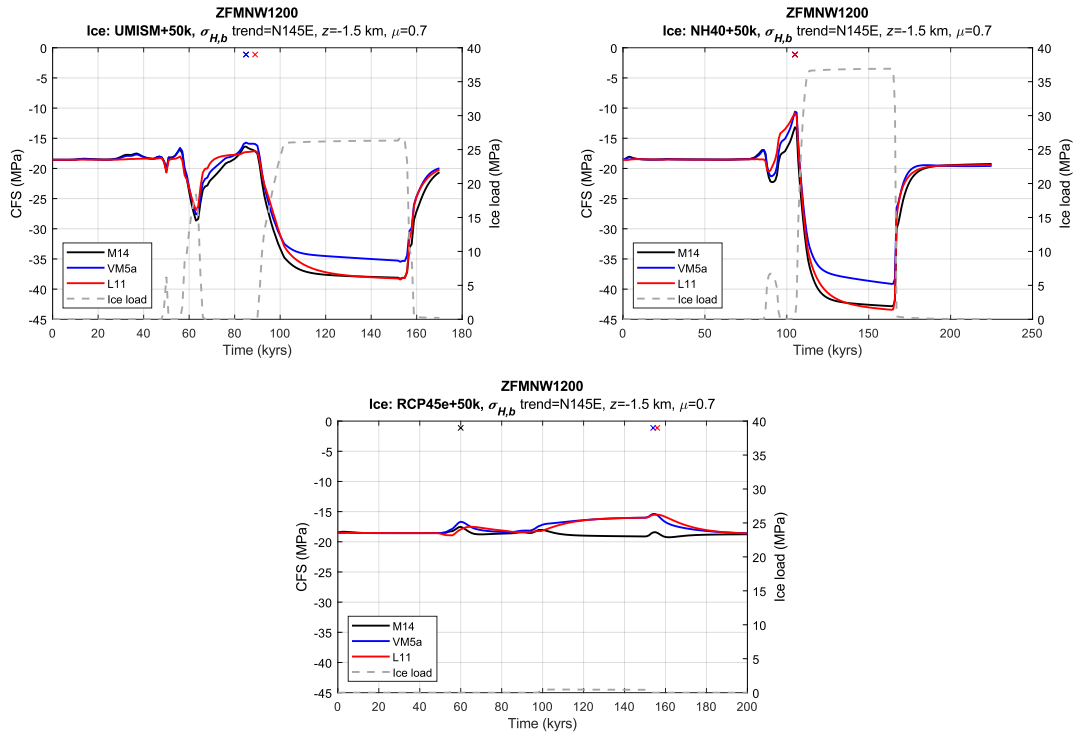 ZFMNW1200
Ice: UMISM+50k, σH,b trend=N145E, z=-1.5 km, μ=0.7
0
-5
-10
-15
-20
-25
-30
-35
-40
-45
CFS (MPa)
40
35
30
25
20
15
10
5
0
Ice load (MPa)
M14
VM5a
L11
Ice load
0 20 40 60 80 100 120 140 160 180
Time (kyrs)
ZFMNW1200
Ice: NH40+50k, σH,b trend=N145E, z=-1.5 km, μ=0.7
0
-5
-10
-15
-20
-25
-30
-35
-40
-45
CFS (MPa)
40
35
30
25
20
15
10
5
0
Ice load (MPa)
M14
VM5a
L11
Ice load
0 50 100 150 200 250
Time (kyrs)
ZFMNW1200
Ice: RCP45e+50k, σH,b trend=N145E, z=-1.5 km, μ=0.7
0
-5
-10
-15
-20
-25
-30
-35
-40
-45
CFS (MPa)
40
35
30
25
20
15
10
5
0
Ice load (MPa)
M14
VM5a
L11
Ice load
0 20 40 60 80 100 120 140 160 180 200
Time (kyrs)